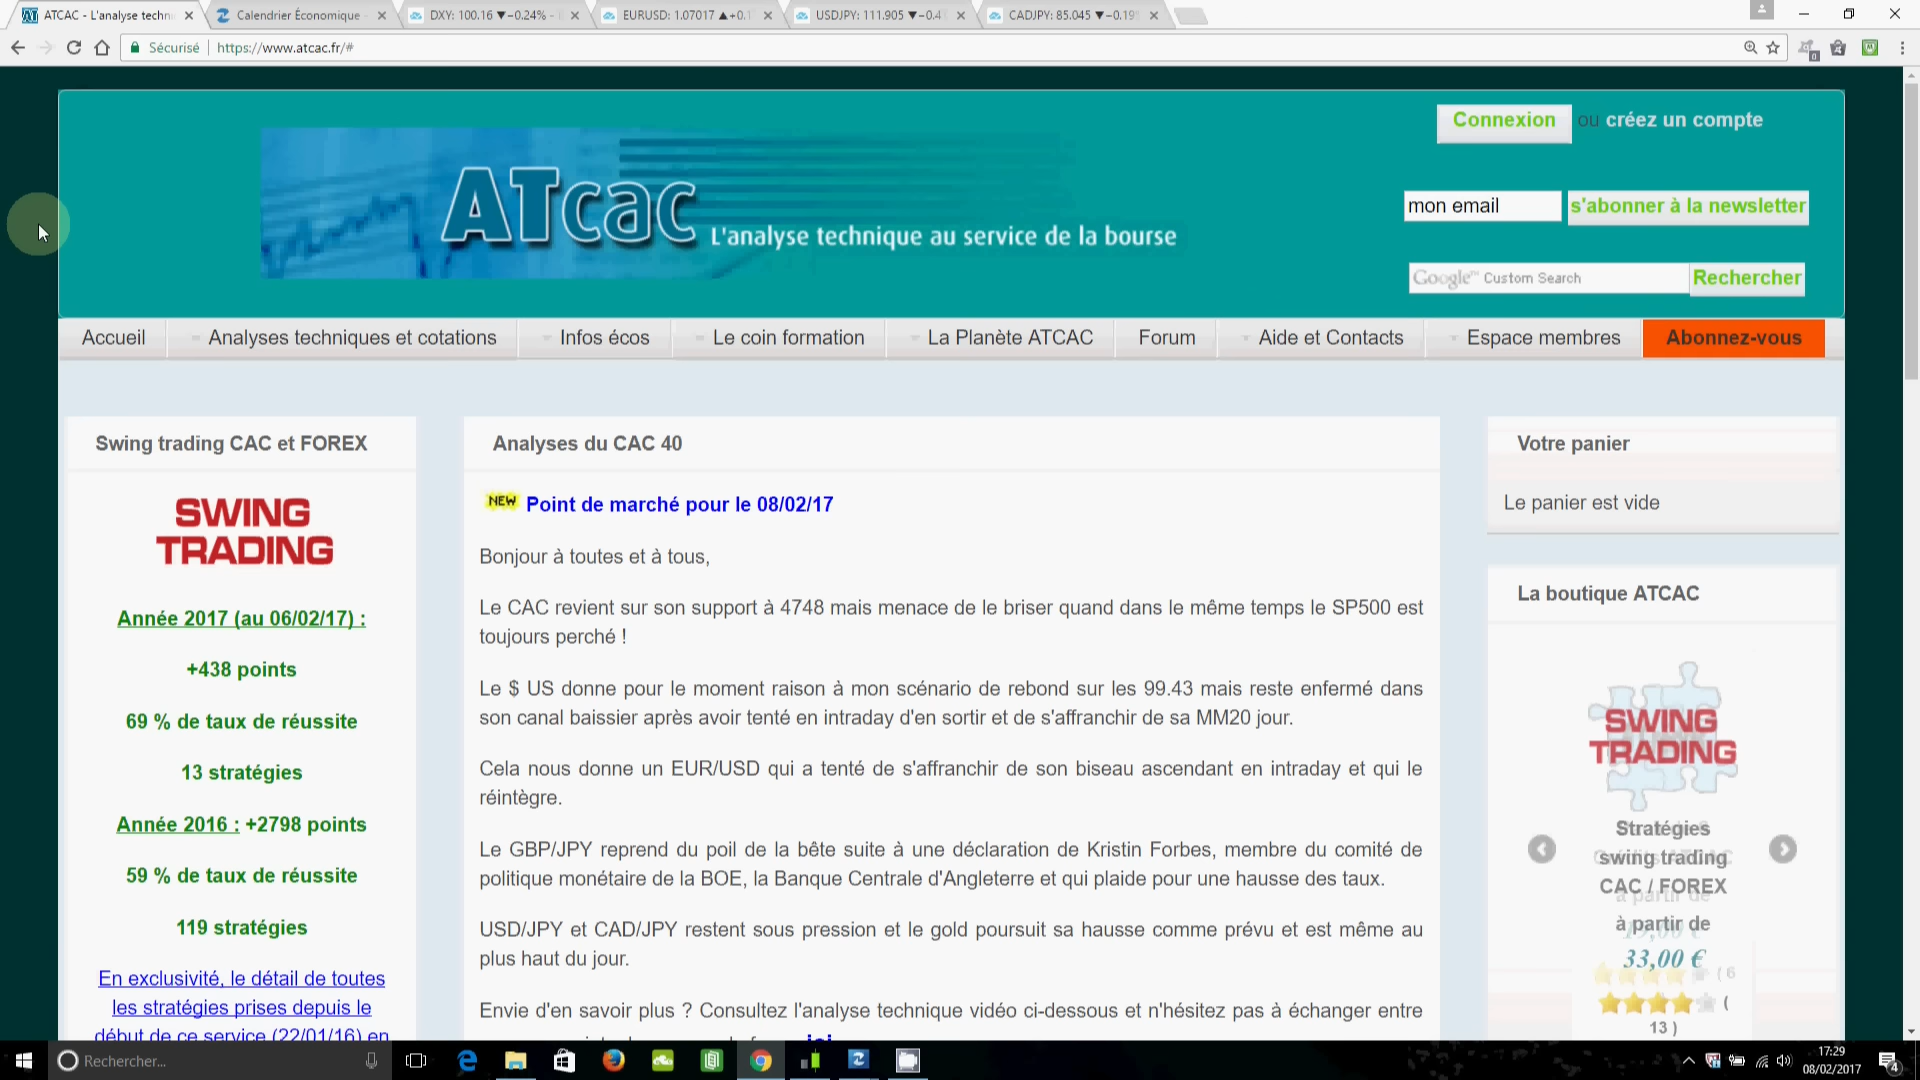 ATCAC - L'analyse techni
Calendrier Économique
DXY: 100.16 ▼−0.24% –
EURUSD: 1.07017 ▲+0.1
USDJPY: 111.905 ▼−0.4
CADJPY: 85.045 ▼−0.19
Sécurisé
https://www.atcac.fr/#
Connexion ou créez un compte
mon email
s'abonner à la newsletter
ATcac
L'analyse technique au service de la bourse
Google™ Custom Search
Rechercher
Accueil
Analyses techniques et cotations
Infos écos
Le coin formation
La Planète ATCAC
Forum
Aide et Contacts
Espace membres
Abonnez-vous
Swing trading CAC et FOREX
SWING
TRADING
Année 2017 (au 06/02/17) :
+438 points
69 % de taux de réussite
13 stratégies
Année 2016 : +2798 points
59 % de taux de réussite
119 stratégies
En exclusivité, le détail de toutes
les stratégies prises depuis le
début de ce service (22/01/16) en
Analyses du CAC 40
NEW Point de marché pour le 08/02/17
Bonjour à toutes et à tous,
Le CAC revient sur son support à 4748 mais menace de le briser quand dans le même temps le SP500 est
toujours perché !
Le $ US donne pour le moment raison à mon scénario de rebond sur les 99.43 mais reste enfermé dans
son canal baissier après avoir tenté en intraday d'en sortir et de s'affranchir de sa MM20 jour.
Cela nous donne un EUR/USD qui a tenté de s'affranchir de son biseau ascendant en intraday et qui le
réintègre.
Le GBP/JPY reprend du poil de la bête suite à une déclaration de Kristin Forbes, membre du comité de
politique monétaire de la BOE, la Banque Centrale d'Angleterre et qui plaide pour une hausse des taux.
USD/JPY et CAD/JPY restent sous pression et le gold poursuit sa hausse comme prévu et est même au
plus haut du jour.
Envie d'en savoir plus ? Consultez l'analyse technique vidéo ci-dessous et n'hésitez pas à échanger entre
Votre panier
Le panier est vide
La boutique ATCAC
SWING
TRADING
Stratégies
swing trading
CAC / FOREX
à partir de
33,00 €
( 6
(
13 )
Rechercher...
17:29
08/02/2017
4